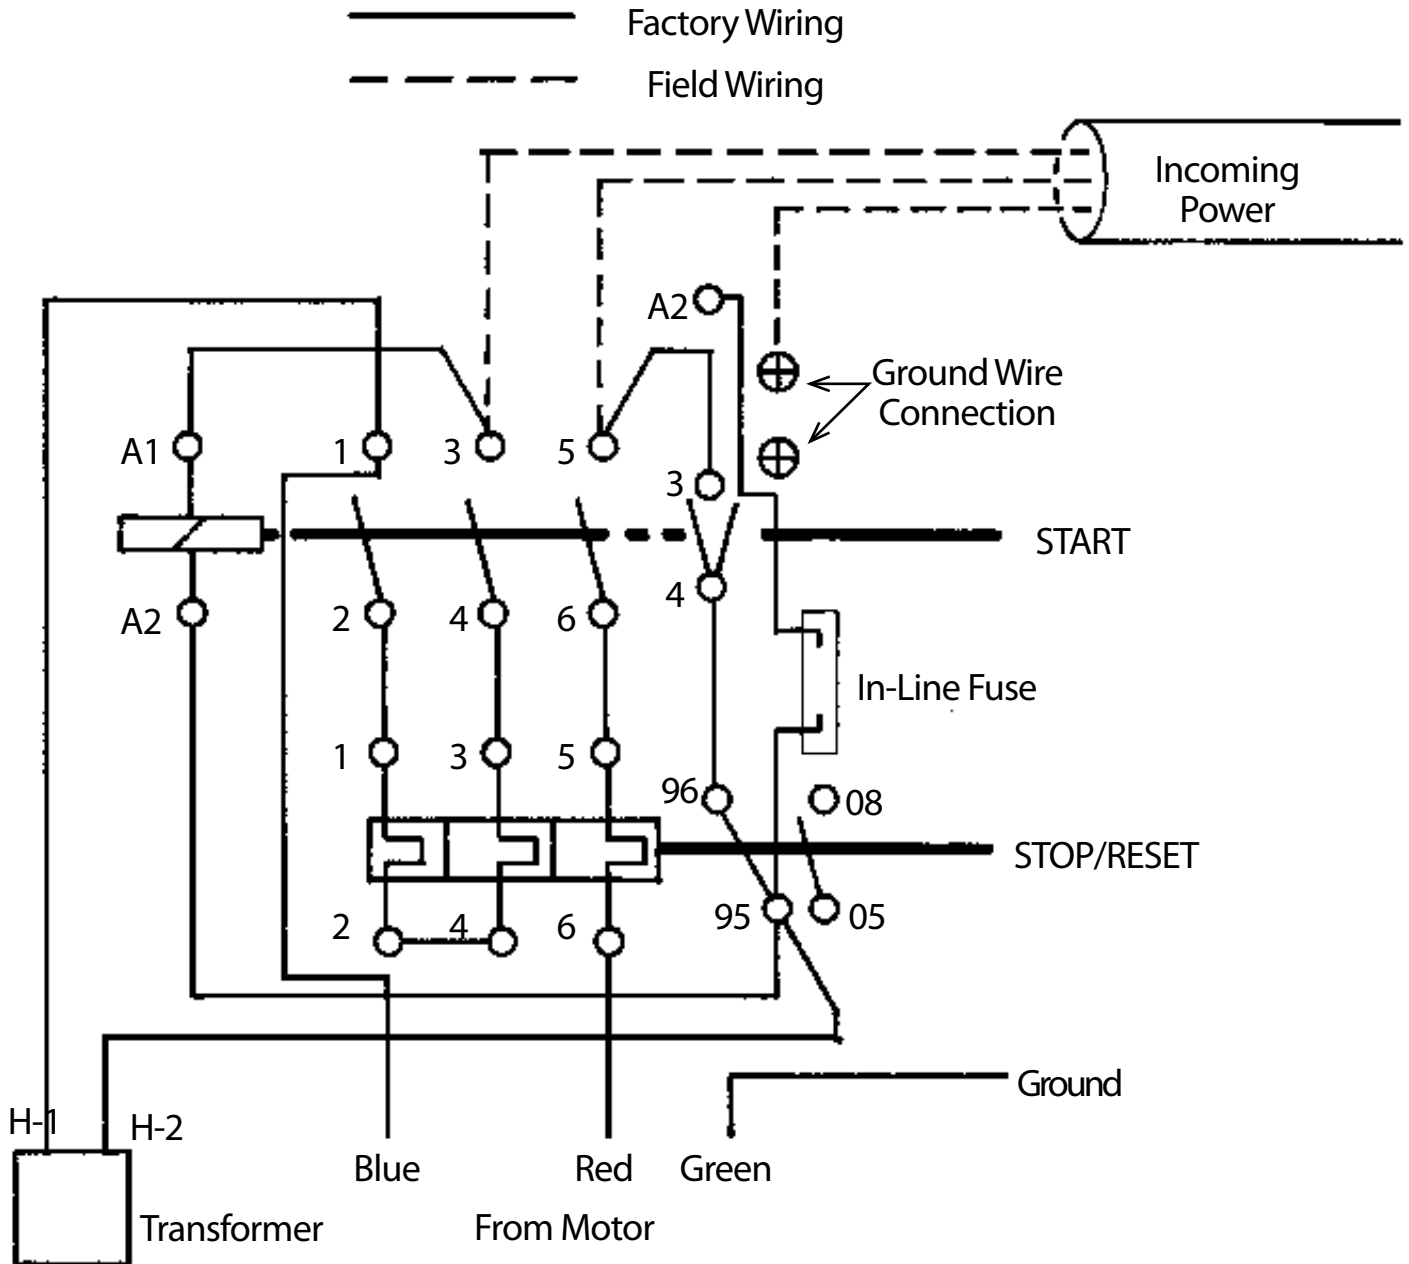 Factory Wiring
Field Wiring
Incoming
Power
A2
Ground Wire
Connection
A1
1
3
5
3
START
A2
2
4
6
4
In-Line Fuse
1
3
5
96
08
STOP/RESET
2
4
6
95
05
Ground
H-1
H-2
Blue
Red
Green
Transformer
From Motor